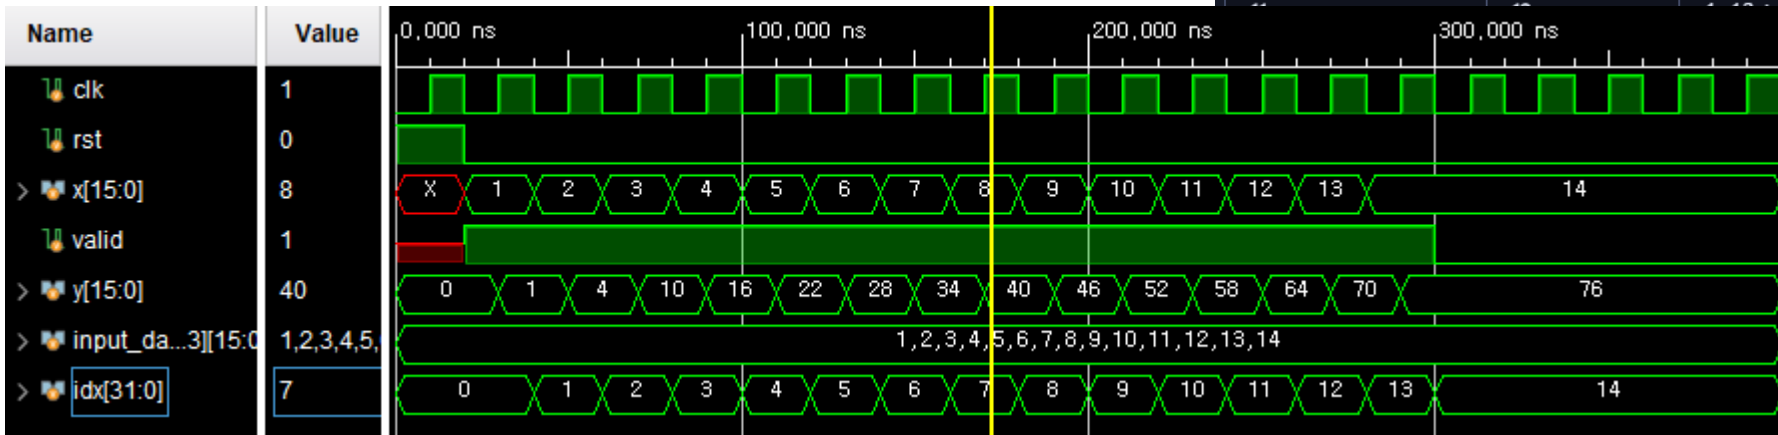 Name Value 0,000 ns 100,000 ns 200,000 ns 300,000 ns
clk 1
rst 0
x[15:0] 8 X 1 2 3 4 5 6 7 8 9 10 11 12 13 14
valid 1
y[15:0] 40 0 1 4 10 16 22 28 34 40 46 52 58 64 70 76
input_da...3][15:0 1,2,3,4,5, 1,2,3,4,5,6,7,8,9,10,11,12,13,14
idx[31:0] 7 0 1 2 3 4 5 6 7 8 9 10 11 12 13 14